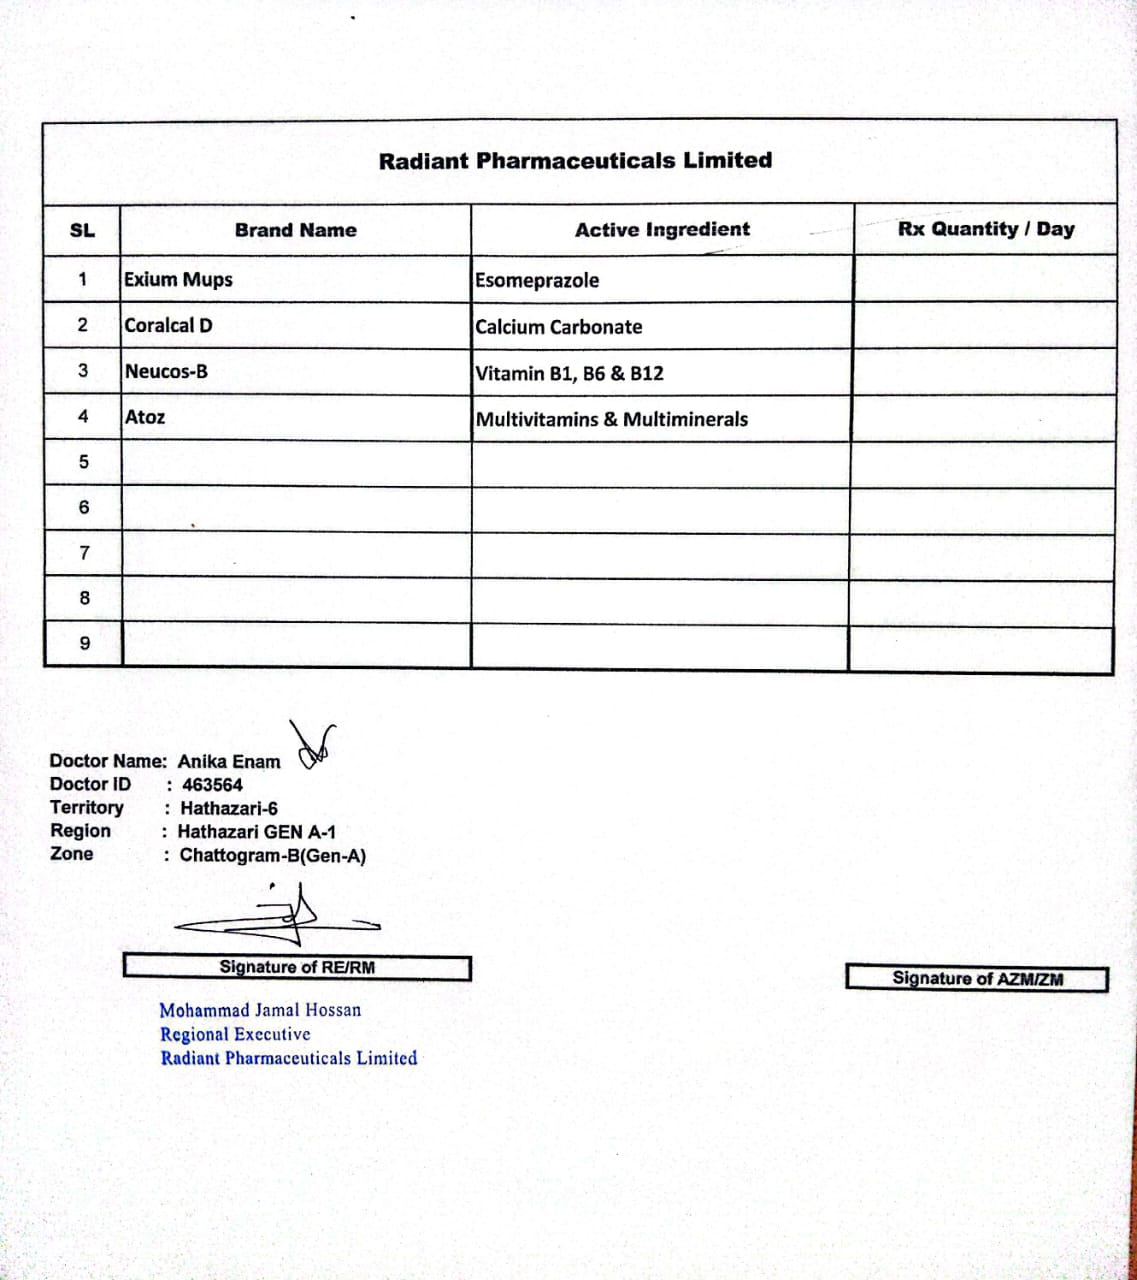 Radiant Pharmaceuticals Limited
SL Brand Name Active Ingredient Rx Quantity / Day
1 Exium Mups Esomeprazole
2 Coralcal D Calcium Carbonate
3 Neucos-B Vitamin B1, B6 & B12
4 Atoz Multivitamins & Multiminerals
5
6
7
8
9
Doctor Name: Anika Enam
Doctor ID : 463564
Territory : Hathazari-6
Region : Hathazari GEN A-1
Zone : Chattogram-B(Gen-A)
Signature of RE/RM
Signature of AZM/ZM
Mohammad Jamal Hossan
Regional Executive
Radiant Pharmaceuticals Limited